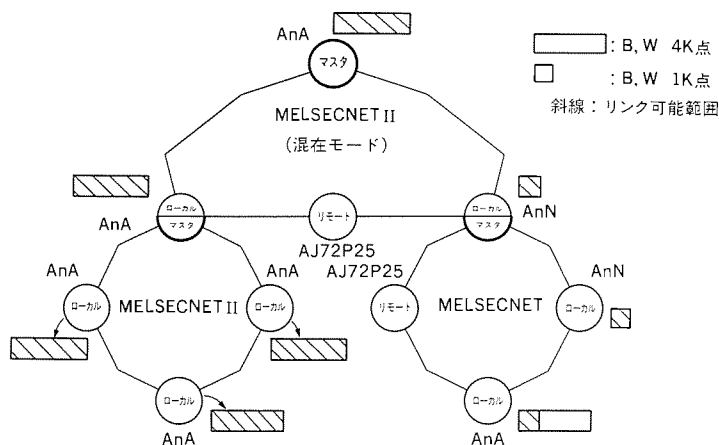 AnA
マスタ
: B, W 4K点
: B, W 1K点
斜線：リンク可能範囲
MELSECNET II
(混在モード)
ローカル
マスタ
AnA
リモート
AJ72P25
ローカル
マスタ
AnN
AnA
ローカル
MELSECNET II
AnA
ローカル
ローカル
AnA
AJ72P25
リモート
MELSECNET
AnN
ローカル
ローカル
AnA